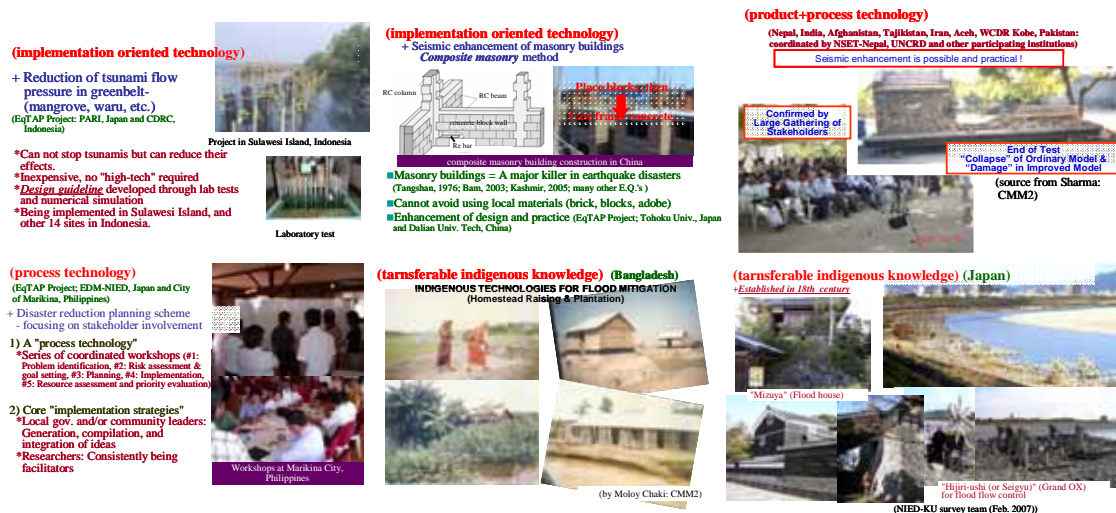 (implementation oriented technology)
+ Reduction of tsunami flow
pressure in greenbelt-
(mangrove, waru, etc.)
(EqTAP Project: PARI, Japan and CDRC,
Indonesia)
Project in Sulawesi Island, Indonesia
*Can not stop tsunamis but can reduce their
effects.
*Inexpensive, no "high-tech" required
*Design guideline developed through lab tests
and numerical simulation
*Being implemented in Sulawesi Island, and
other 14 sites in Indonesia.
Laboratory test
(implementation oriented technology)
+ Seismic enhancement of masonry buildings
Composite masonry method
RC column
RC beam
concrete block wall
Re bar
Place blocks, then
concrete
composite masonry building construction in China
Masonry buildings = A major killer in earthquake disasters
(Tangshan, 1976; Bam, 2003; Kashmir, 2005; many other E.Q.'s )
Cannot avoid using local materials (brick, blocks, adobe)
Enhancement of design and practice (EqTAP Project; Tohoku Univ., Japan
and Dalian Univ. Tech, China)
(product+process technology)
(Nepal, India, Afghanistan, Tajikistan, Iran, Aceh, WCDR Kobe, Pakistan:
coordinated by NSET-Nepal, UNCRD and other participating institutions)
Seismic enhancement is possible and practical !
Confirmed by
Large Gathering of
Stakeholders
End of Test
"Collapse" of Ordinary Model &
"Damage" in Improved Model
(source from Sharma:
CMM2)
(process technology)
(EqTAP Project; EDM-NIED, Japan and City
of Marikina, Philippines)
+ Disaster reduction planning scheme
- focusing on stakeholder involvement
1) A "process technology"
*Series of coordinated workshops (#1:
Problem identification, #2: Risk assessment &
goal setting, #3: Planning, #4: Implementation,
#5: Resource assessment and priority evaluation)
2) Core "implementation strategies"
*Local gov. and/or community leaders:
Generation, compilation, and
integration of ideas
*Researchers: Consistently being
facilitators
Workshops at Marikina City,
Philippines
(tarnsferable indigenous knowledge) (Bangladesh)
INDIGENOUS TECHNOLOGIES FOR FLOOD MITIGATION
(Homestead Raising & Plantation)
(by Moloy Chaki: CMM2)
(tarnsferable indigenous knowledge) (Japan)
+Established in 18th century
"Mizuya" (Flood house)
"Hijiri-ushi (or Seigyu)" (Grand OX)
for flood flow control
(NIED-KU survey team (Feb. 2007))